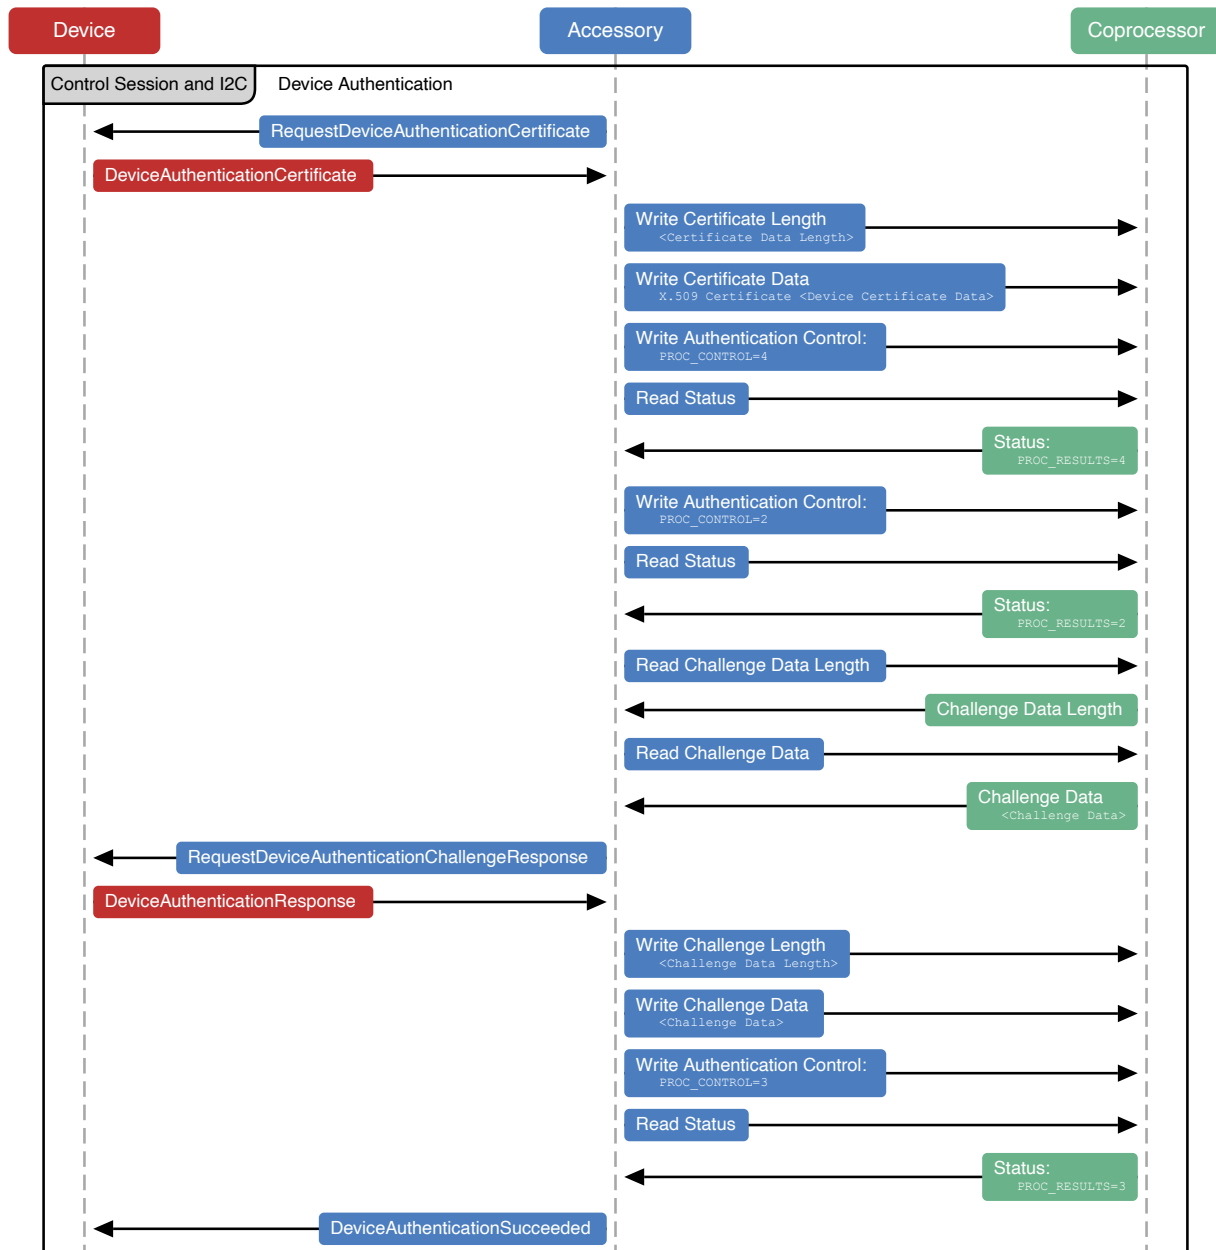 Device
Accessory
Coprocessor
Control Session and I2C
Device Authentication
RequestDeviceAuthenticationCertificate
DeviceAuthenticationCertificate
Write Certificate Length
<Certificate Data Length>
Write Certificate Data
X.509 Certificate <Device Certificate Data>
Write Authentication Control:
PROC_CONTROL=4
Read Status
Status:
PROC_RESULTS=4
Write Authentication Control:
PROC_CONTROL=2
Read Status
Status:
PROC_RESULTS=2
Read Challenge Data Length
Challenge Data Length
Read Challenge Data
Challenge Data
<Challenge Data>
RequestDeviceAuthenticationChallengeResponse
DeviceAuthenticationResponse
Write Challenge Length
<Challenge Data Length>
Write Challenge Data
<Challenge Data>
Write Authentication Control:
PROC_CONTROL=3
Read Status
Status:
PROC_RESULTS=3
DeviceAuthenticationSucceeded